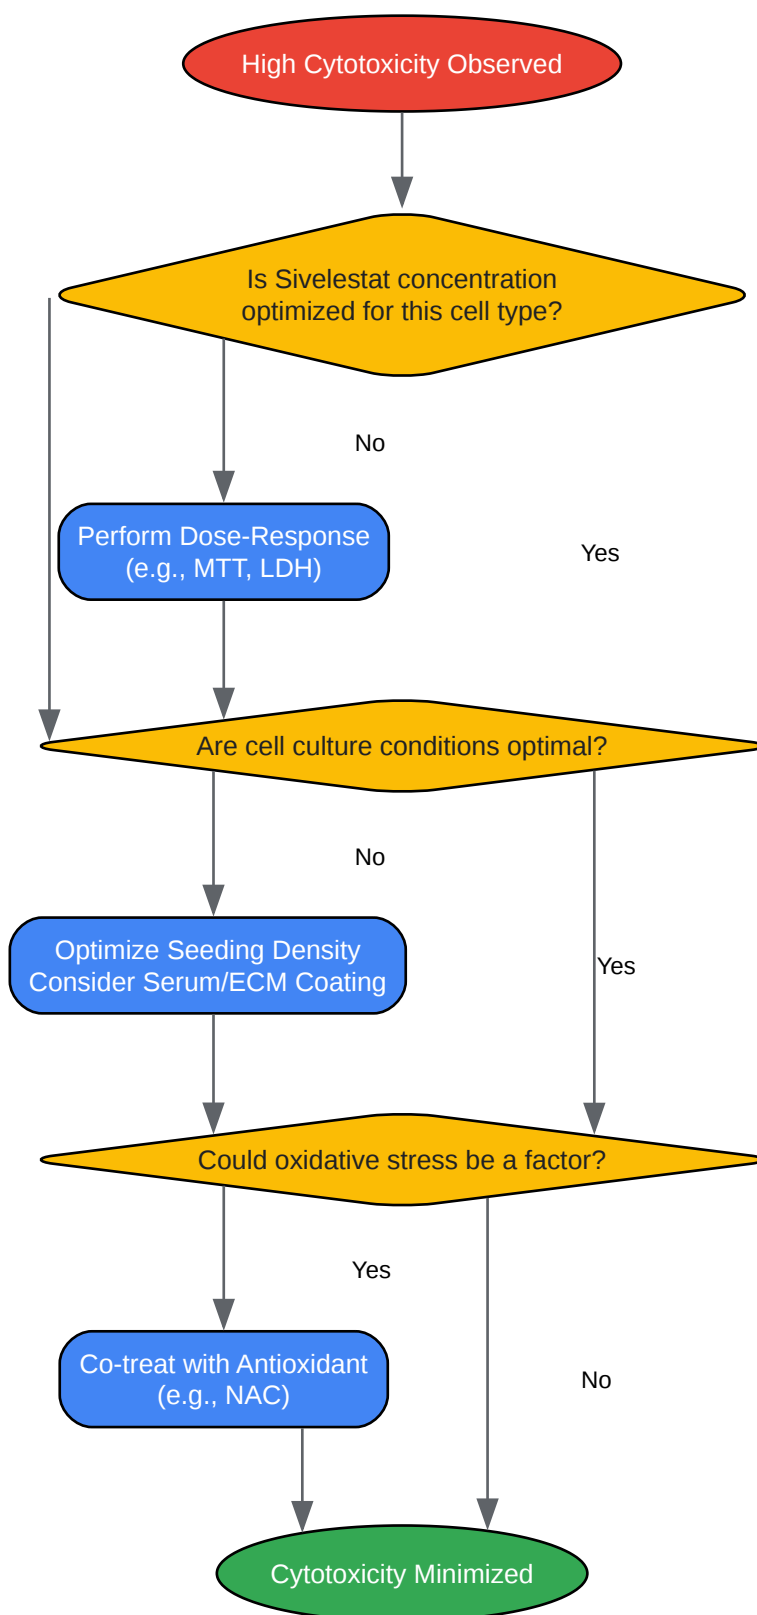 High Cytotoxicity Observed
Is Sivelestat concentration
optimized for this cell type?
No
Perform Dose-Response
(e.g., MTT, LDH)
Yes
Are cell culture conditions optimal?
No
Optimize Seeding Density
Consider Serum/ECM Coating
Yes
Could oxidative stress be a factor?
Yes
Co-treat with Antioxidant
(e.g., NAC)
No
Cytotoxicity Minimized